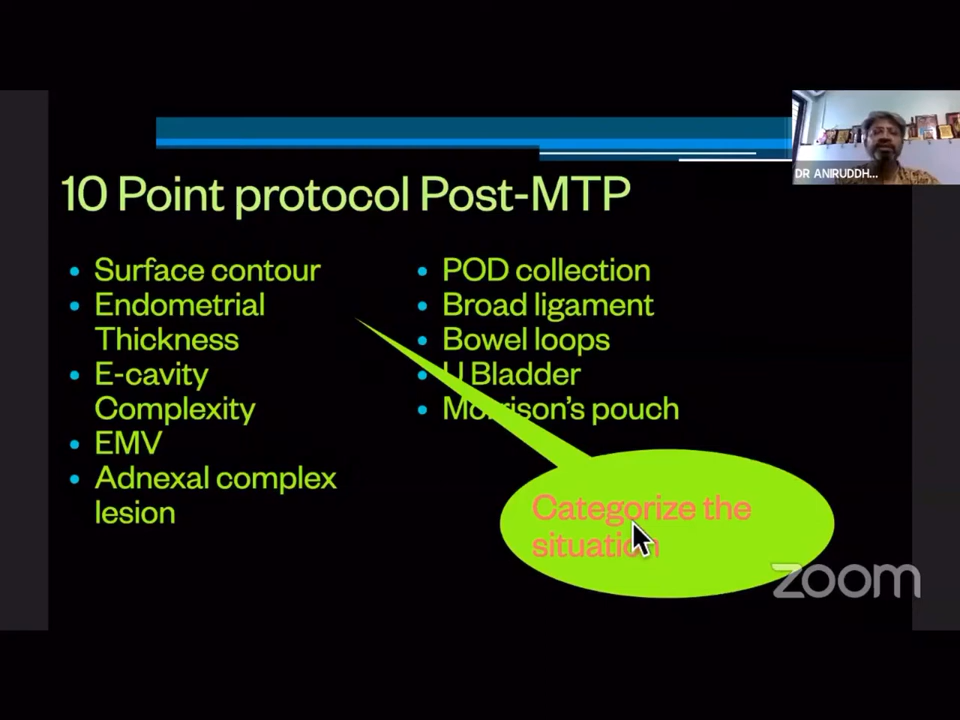 DR ANIRUDDH...
10 Point protocol Post-MTP
Surface contour
Endometrial
Thickness
E-cavity
Complexity
EMV
Adnexal complex
lesion
POD collection
Broad ligament
Bowel loops
U Bladder
Morrison's pouch
Categorize the
situation
zoom